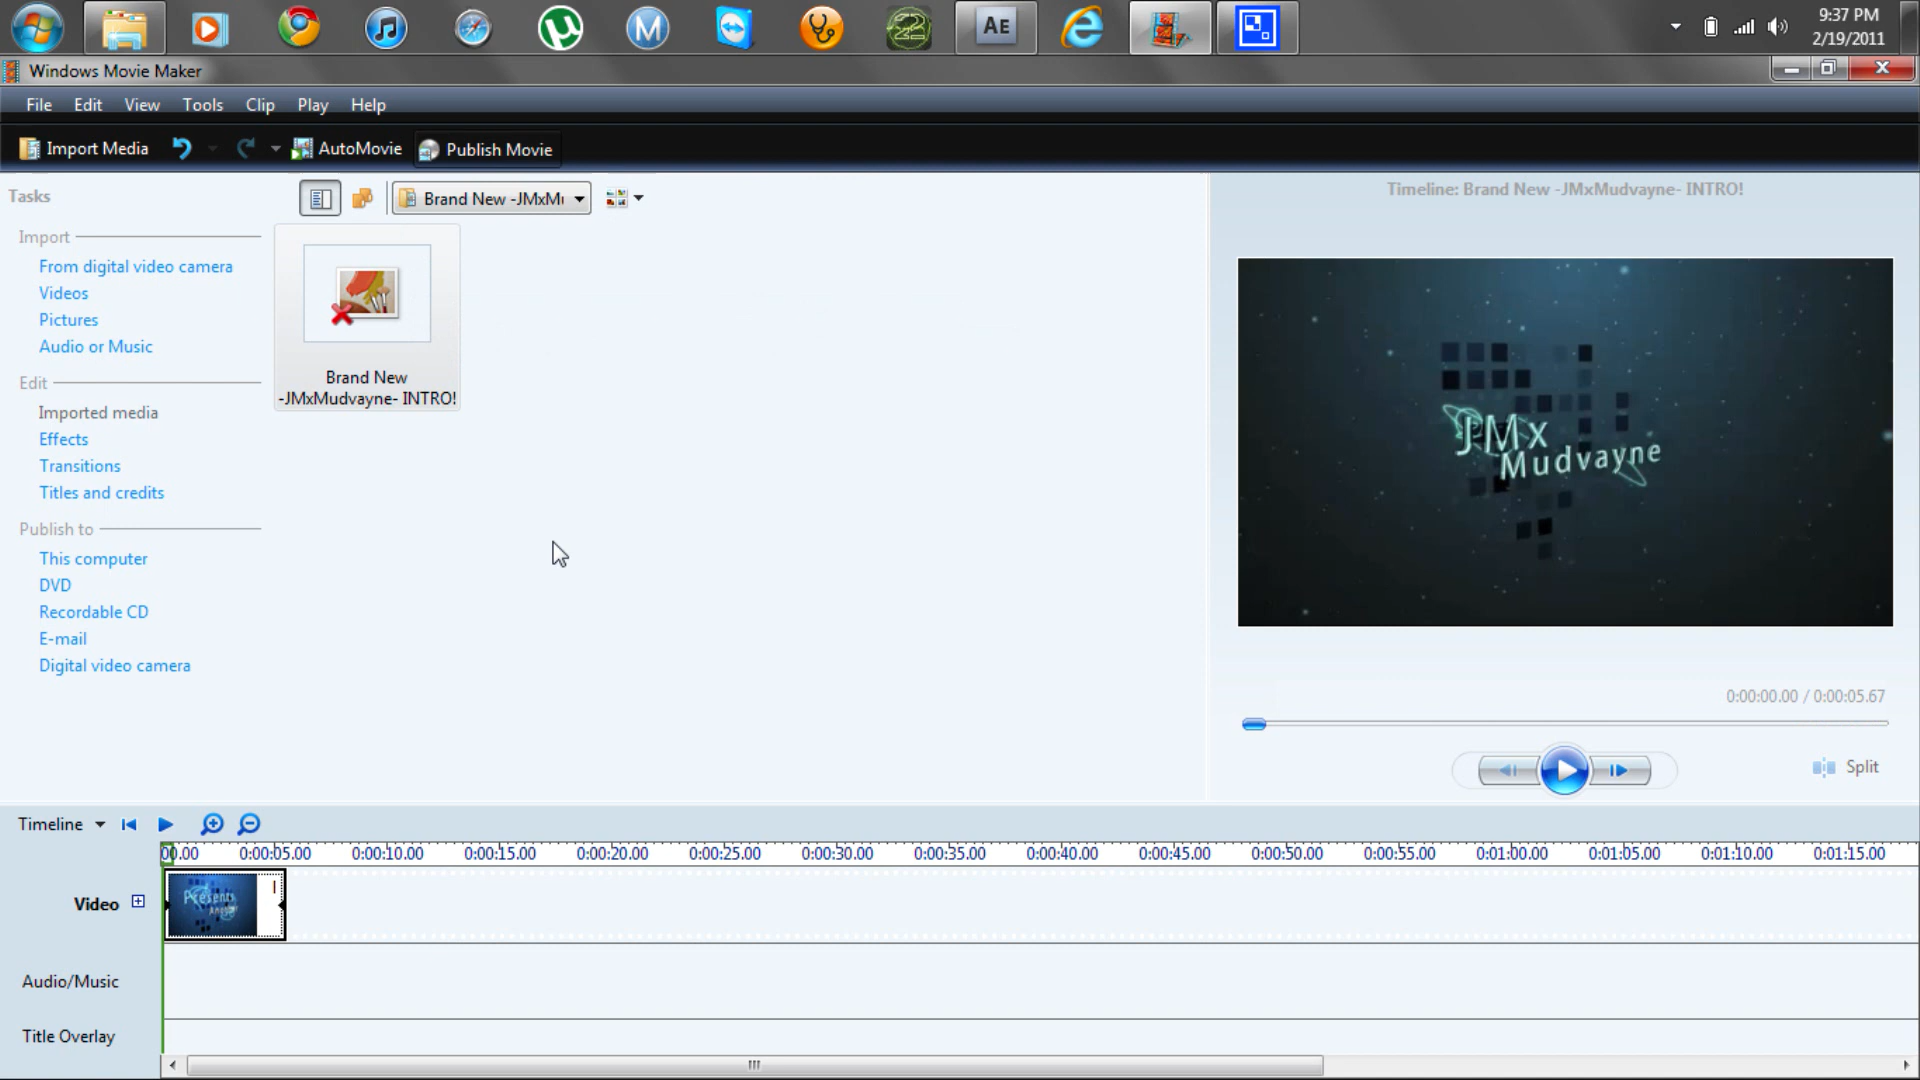 9:37 PM
2/19/2011
AE
M
Windows Movie Maker
File Edit View Tools Clip Play Help
Import Media AutoMovie Publish Movie
Tasks
Brand New -JMxM
Timeline: Brand New -JMxMudvayne- INTRO!
Import
From digital video camera
Videos
Pictures
Audio or Music
Edit
Imported media
Effects
Transitions
Titles and credits
Publish to
This computer
DVD
Recordable CD
E-mail
Digital video camera
Brand New
-JMxMudvayne- INTRO!
JMx
Mudvayne
0:00:00.00 / 0:00:05.67
Split
Timeline
00.00 0:00:05.00 0:00:10.00 0:00:15.00 0:00:20.00 0:00:25.00 0:00:30.00 0:00:35.00 0:00:40.00 0:00:45.00 0:00:50.00 0:00:55.00 0:01:00.00 0:01:05.00 0:01:10.00 0:01:15.00
Video
Presents
Audio/Music
Title Overlay